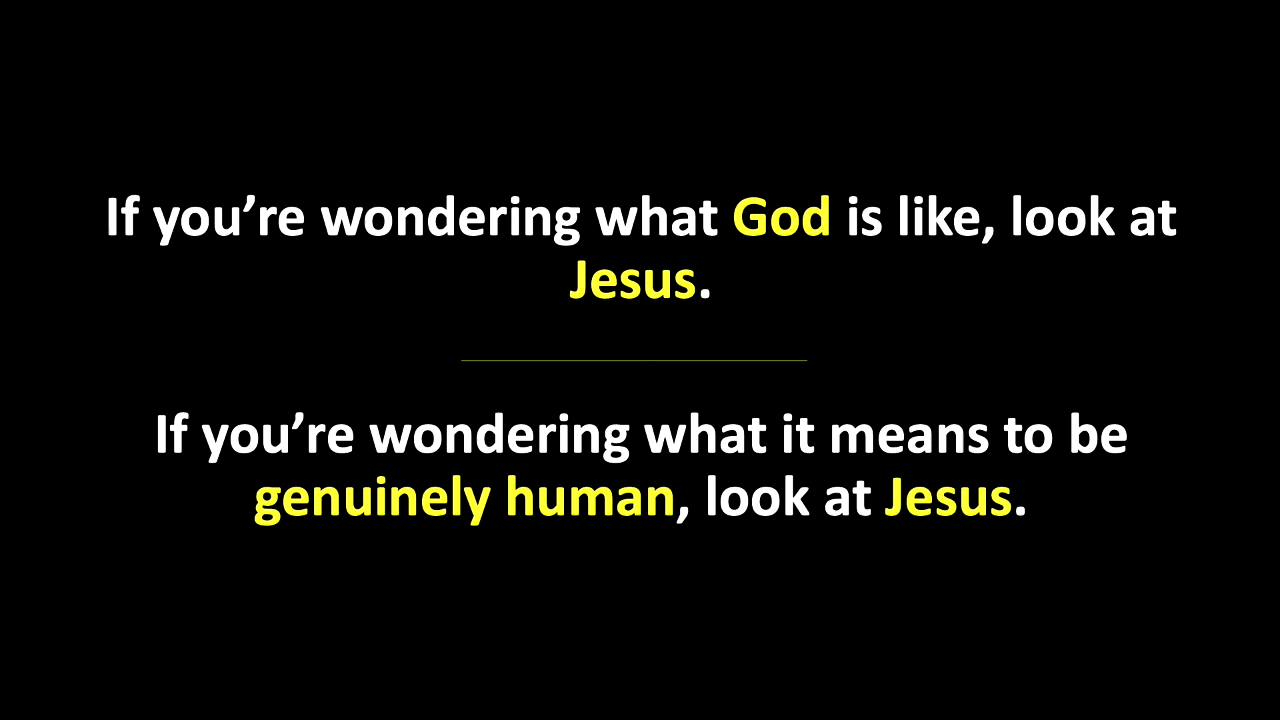 If you’re wondering what God is like, look at
Jesus.
If you’re wondering what it means to be
genuinely human, look at Jesus.